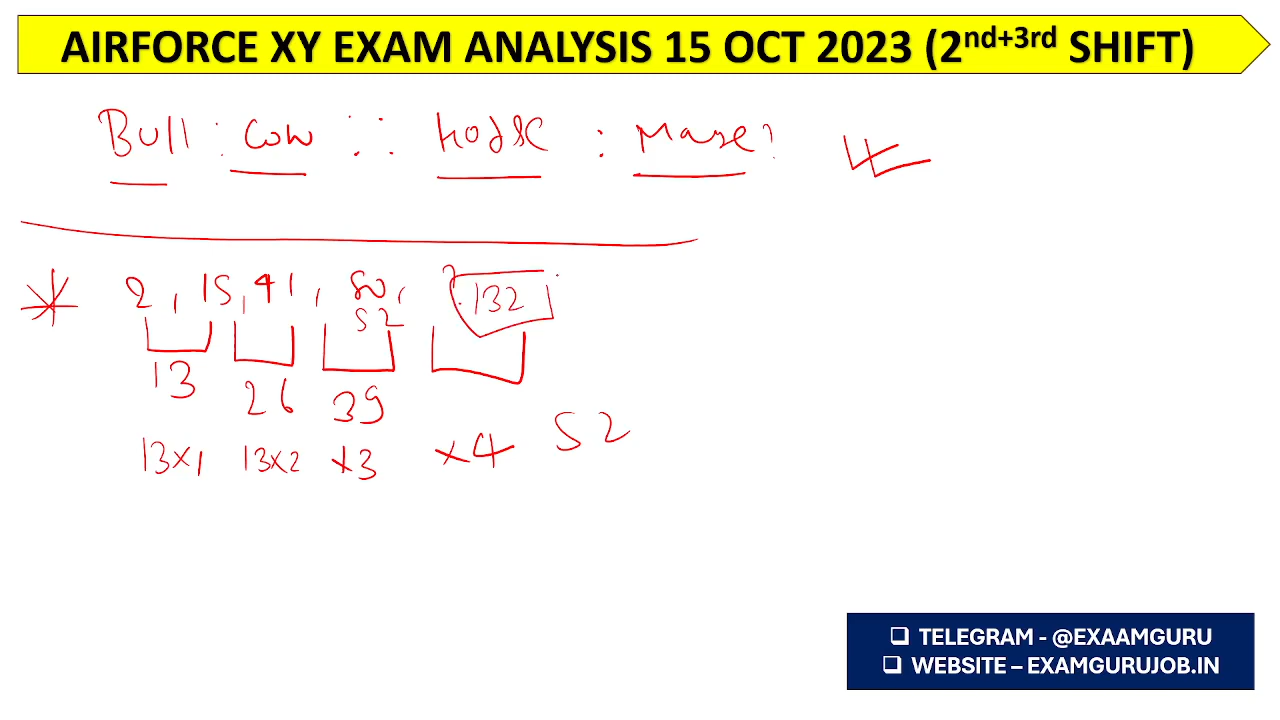 AIRFORCE XY EXAM ANALYSIS 15 OCT 2023 (2nd+3rd SHIFT)
Bull : Cow :: Horse : Mare?
2, 15, 41, 80, ? 132
52
13 26 39
13×1 13×2 ×3 ×4 52
TELEGRAM - @EXAAMGURU
WEBSITE – EXAMGURUJOB.IN